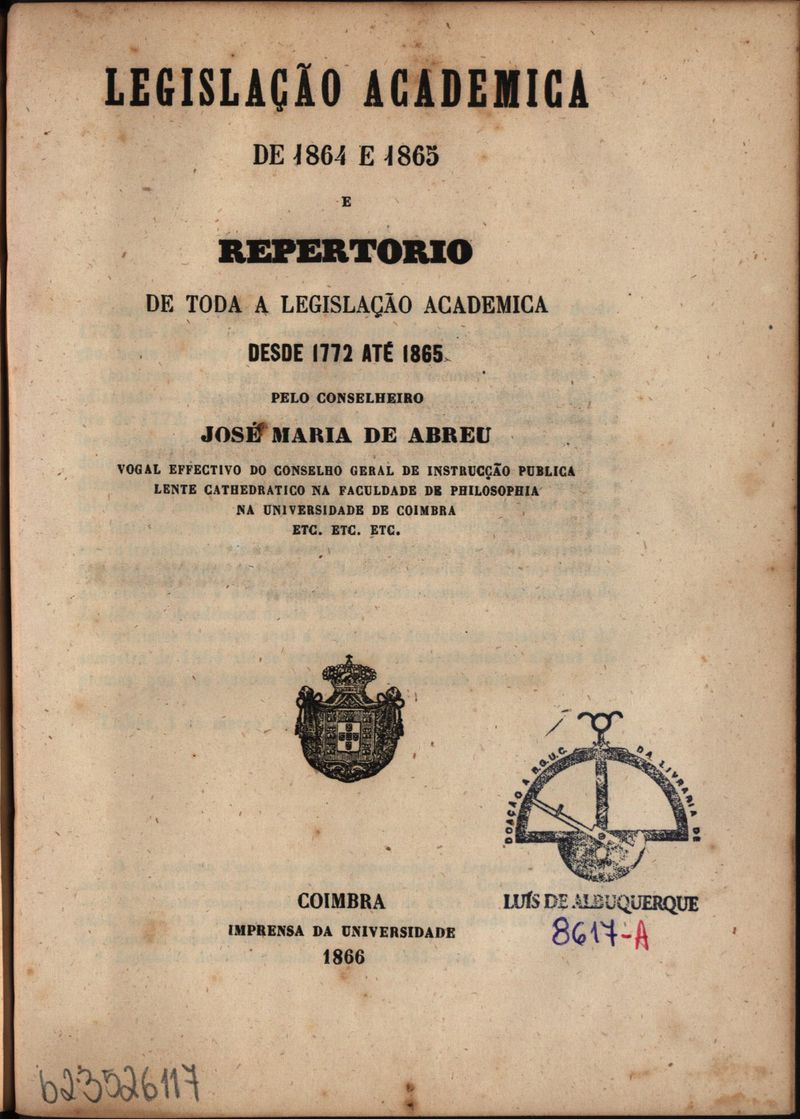 LEGISLAÇÃO ACADEMICA
DE 1864 E 1865
E
REPERTORIO
DE TODA A LEGISLAÇÃO ACADEMICA
DESDE 1772 ATÉ 1865
PELO CONSELHEIRO
JOSÉ MARIA DE ABREU
VOGAL EFFECTIVO DO CONSELHO GERAL DE INSTRUCÇÃO PUBLICA
LENTE CATHEDRATICO NA FACULDADE DE PHILOSOPHIA
NA UNIVERSIDADE DE COIMBRA
ETC. ETC. ETC.
DOAÇÃO A B.G.U.C. DA LIVRARIA DE
LUÍS DE ALBUQUERQUE
8617-A
COIMBRA
IMPRENSA DA UNIVERSIDADE
1866
b23526117